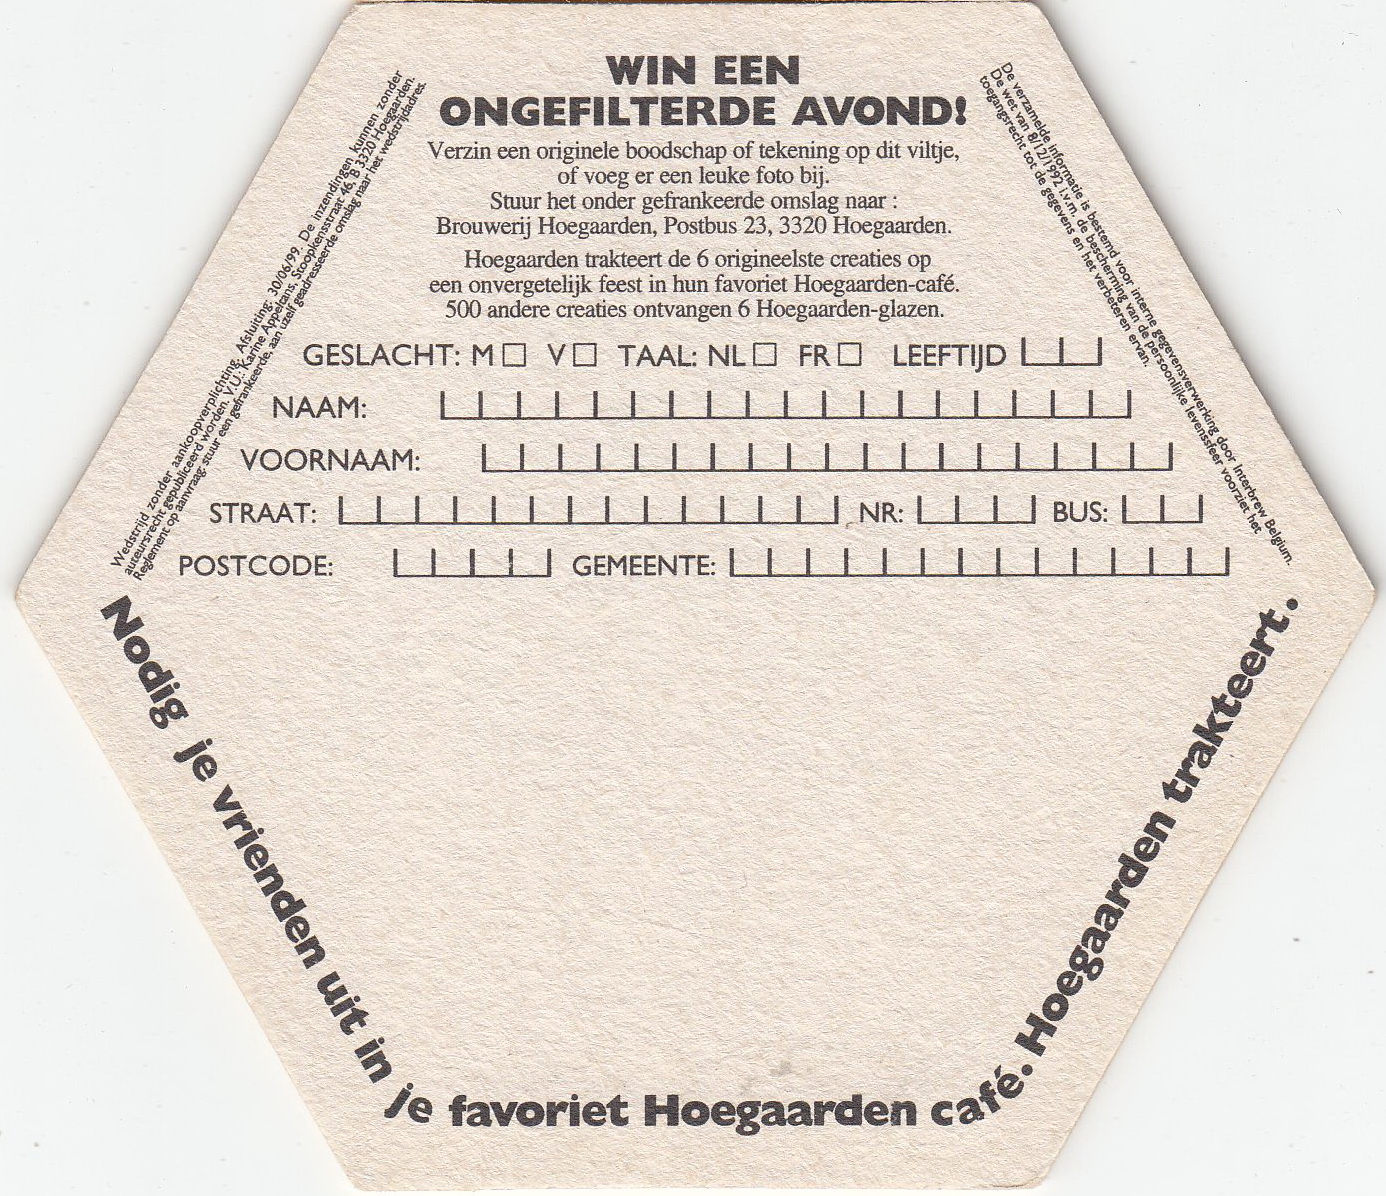 WIN EEN
ONGEFILTERDE AVOND!
Verzin een originele boodschap of tekening op dit viltje,
of voeg er een leuke foto bij.
Stuur het onder gefrankeerde omslag naar :
Brouwerij Hoegaarden, Postbus 23, 3320 Hoegaarden.
Hoegaarden trakteert de 6 origineelste creaties op
een onvergetelijk feest in hun favoriet Hoegaarden-café.
500 andere creaties ontvangen 6 Hoegaarden-glazen.
GESLACHT: M V TAAL: NL FR LEEFTIJD
NAAM:
VOORNAAM:
STRAAT: NR: BUS:
POSTCODE: GEMEENTE:
Wedstrijd zonder aankoopverplichting. Afsluiting: 30/06/99. De inzendingen kunnen zonder
auteursrecht gepubliceerd worden. V.U.: Karine Appeltans, Stoopkensstraat 46, B 3320 Hoegaarden.
Reglement op aanvraag: stuur een gefrankeerde, aan uzelf geadresseerde omslag naar het wedstrijdadres.
De verzamelde informatie is bestemd voor interne gegevensverwerking door Interbrew Belgium.
De wet van 8/12/1992 i.v.m. de bescherming van de persoonlijke levenssfeer voorziet het
toegangsrecht tot de gegevens en het verbeteren ervan.
Nodig je vrienden uit in je favoriet Hoegaarden café. Hoegaarden trakteert.